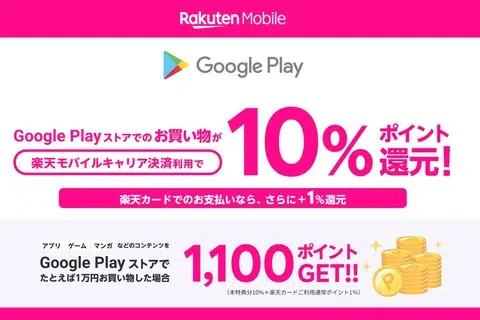 Rakuten Mobile
Google Play
Google Play ストアでのお買い物が
楽天モバイルキャリア決済利用で
10%ポイント還元!
楽天カードでのお支払いなら、さらに+1%還元
アプリ ゲーム マンガ などのコンテンツを
Google Play ストアで
たとえば1万円お買い物した場合
1,100ポイントGET!!
(本特典分10%+楽天カードご利用通常ポイント1%)
P